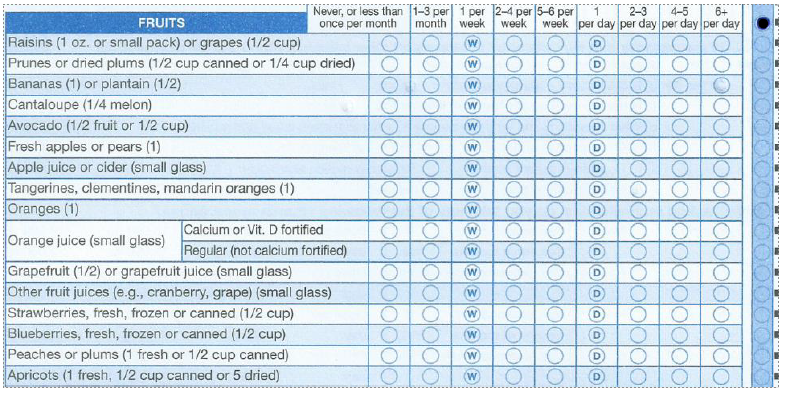 FRUITS
Never, or less than once per month
1–3 per month
1 per week
2–4 per week
5–6 per week
1 per day
2–3 per day
4–5 per day
6+ per day
Raisins (1 oz. or small pack) or grapes (1/2 cup) W D
Prunes or dried plums (1/2 cup canned or 1/4 cup dried) W D
Bananas (1) or plantain (1/2) W D
Cantaloupe (1/4 melon) W D
Avocado (1/2 fruit or 1/2 cup) W D
Fresh apples or pears (1) W D
Apple juice or cider (small glass) W D
Tangerines, clementines, mandarin oranges (1) W D
Oranges (1) W D
Orange juice (small glass)
Calcium or Vit. D fortified W D
Regular (not calcium fortified) W D
Grapefruit (1/2) or grapefruit juice (small glass) W D
Other fruit juices (e.g., cranberry, grape) (small glass) W D
Strawberries, fresh, frozen or canned (1/2 cup) W D
Blueberries, fresh, frozen or canned (1/2 cup) W D
Peaches or plums (1 fresh or 1/2 cup canned) W D
Apricots (1 fresh, 1/2 cup canned or 5 dried) W D